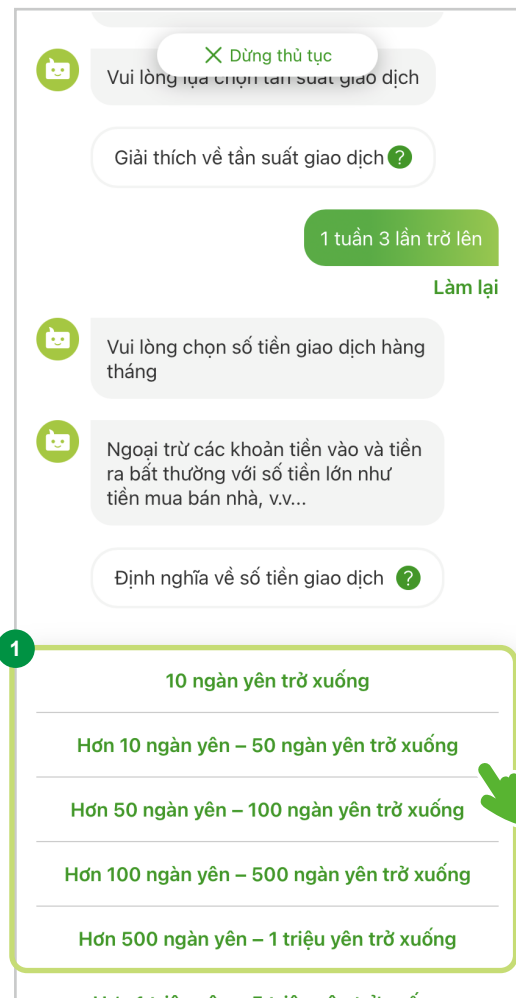 Dừng thủ tục
Vui lòng lựa chọn tần suất giao dịch
Giải thích về tần suất giao dịch ?
1 tuần 3 lần trở lên
Làm lại
Vui lòng chọn số tiền giao dịch hàng
tháng
Ngoại trừ các khoản tiền vào và tiền
ra bất thường với số tiền lớn như
tiền mua bán nhà, v.v...
Định nghĩa về số tiền giao dịch ?
1
10 ngàn yên trở xuống
Hơn 10 ngàn yên – 50 ngàn yên trở xuống
Hơn 50 ngàn yên – 100 ngàn yên trở xuống
Hơn 100 ngàn yên – 500 ngàn yên trở xuống
Hơn 500 ngàn yên – 1 triệu yên trở xuống